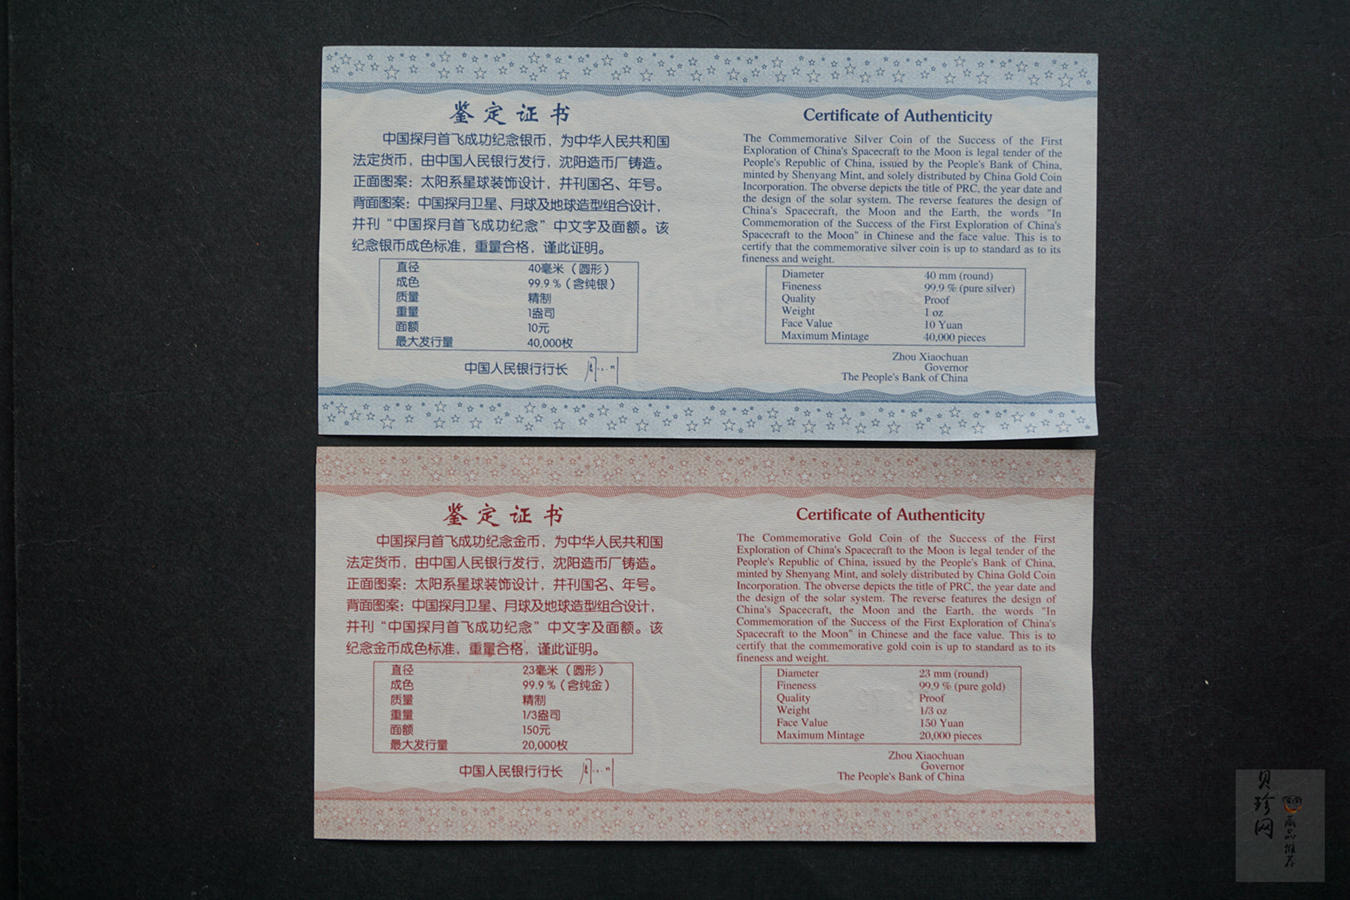 鉴定证书
中国探月首飞成功纪念银币，为中华人民共和国
法定货币，由中国人民银行发行，沈阳造币厂铸造。
正面图案：太阳系星球装饰设计，并刊国名、年号。
背面图案：中国探月卫星、月球及地球造型组合设计，
并刊“中国探月首飞成功纪念”中文字及面额。该
纪念银币成色标准，重量合格，谨此证明。
直径 40毫米（圆形）
成色 99.9％（含纯银）
质量 精制
重量 1盎司
面额 10元
最大发行量 40,000枚
中国人民银行行长
Certificate of Authenticity
The Commemorative Silver Coin of the Success of the First
Exploration of China's Spacecraft to the Moon is legal tender of the
People's Republic of China, issued by the People's Bank of China,
minted by Shenyang Mint, and solely distributed by China Gold Coin
Incorporation. The obverse depicts the title of PRC, the year date and
the design of the solar system. The reverse features the design of
China's Spacecraft, the Moon and the Earth, the words "In
Commemoration of the Success of the First Exploration of China's
Spacecraft to the Moon" in Chinese and the face value. This is to
certify that the commemorative silver coin is up to standard as to its
fineness and weight.
Diameter 40 mm (round)
Fineness 99.9 % (pure silver)
Quality Proof
Weight 1 oz
Face Value 10 Yuan
Maximum Mintage 40,000 pieces
Zhou Xiaochuan
Governor
The People's Bank of China
鉴定证书
中国探月首飞成功纪念金币，为中华人民共和国
法定货币，由中国人民银行发行，沈阳造币厂铸造。
正面图案：太阳系星球装饰设计，并刊国名、年号。
背面图案：中国探月卫星、月球及地球造型组合设计，
并刊“中国探月首飞成功纪念”中文字及面额。该
纪念金币成色标准，重量合格，谨此证明。
直径 23毫米（圆形）
成色 99.9％（含纯金）
质量 精制
重量 1/3盎司
面额 150元
最大发行量 20,000枚
中国人民银行行长
Certificate of Authenticity
The Commemorative Gold Coin of the Success of the First
Exploration of China's Spacecraft to the Moon is legal tender of the
People's Republic of China, issued by the People's Bank of China,
minted by Shenyang Mint, and solely distributed by China Gold Coin
Incorporation. The obverse depicts the title of PRC, the year date and
the design of the solar system. The reverse features the design of
China's Spacecraft, the Moon and the Earth, the words "In
Commemoration of the Success of the First Exploration of China's
Spacecraft to the Moon" in Chinese and the face value. This is to
certify that the commemorative gold coin is up to standard as to its
fineness and weight.
Diameter 23 mm (round)
Fineness 99.9 % (pure gold)
Quality Proof
Weight 1/3 oz
Face Value 150 Yuan
Maximum Mintage 20,000 pieces
Zhou Xiaochuan
Governor
The People's Bank of China
贝珍网
商品推荐